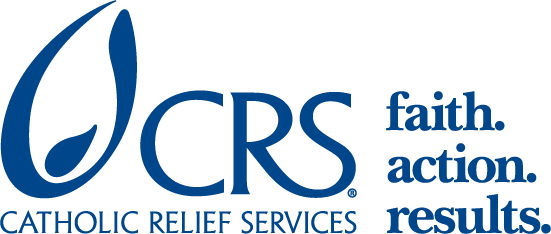 CRS®
CATHOLIC RELIEF SERVICES
faith.
action.
results.